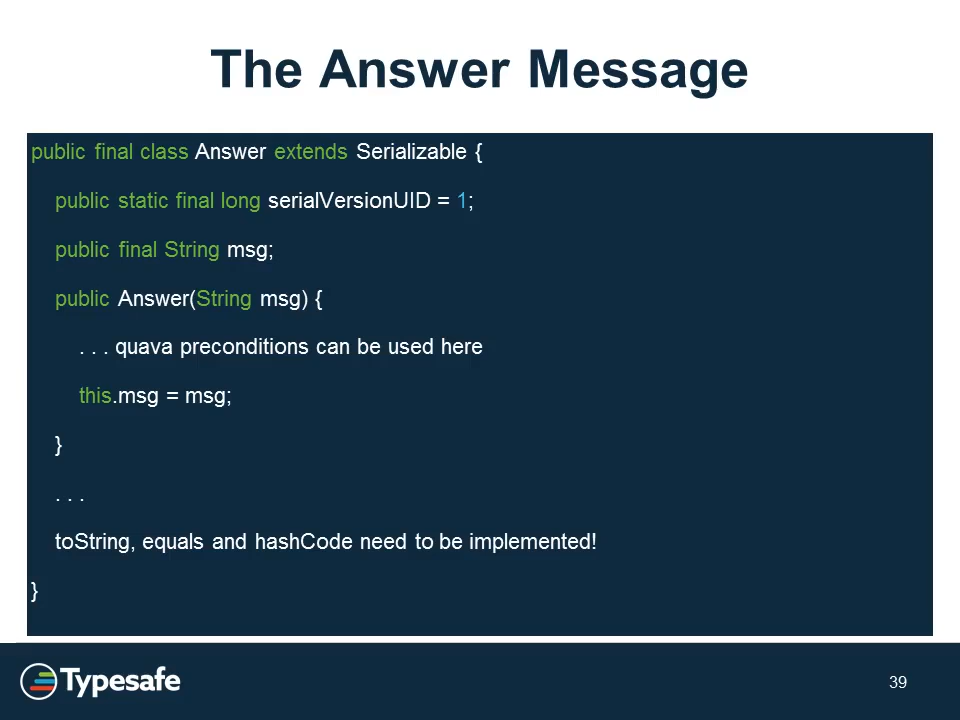 The Answer Message
public final class Answer extends Serializable {
public static final long serialVersionUID = 1;
public final String msg;
public Answer(String msg) {
. . . quava preconditions can be used here
this.msg = msg;
}
. . .
toString, equals and hashCode need to be implemented!
}
Typesafe
39